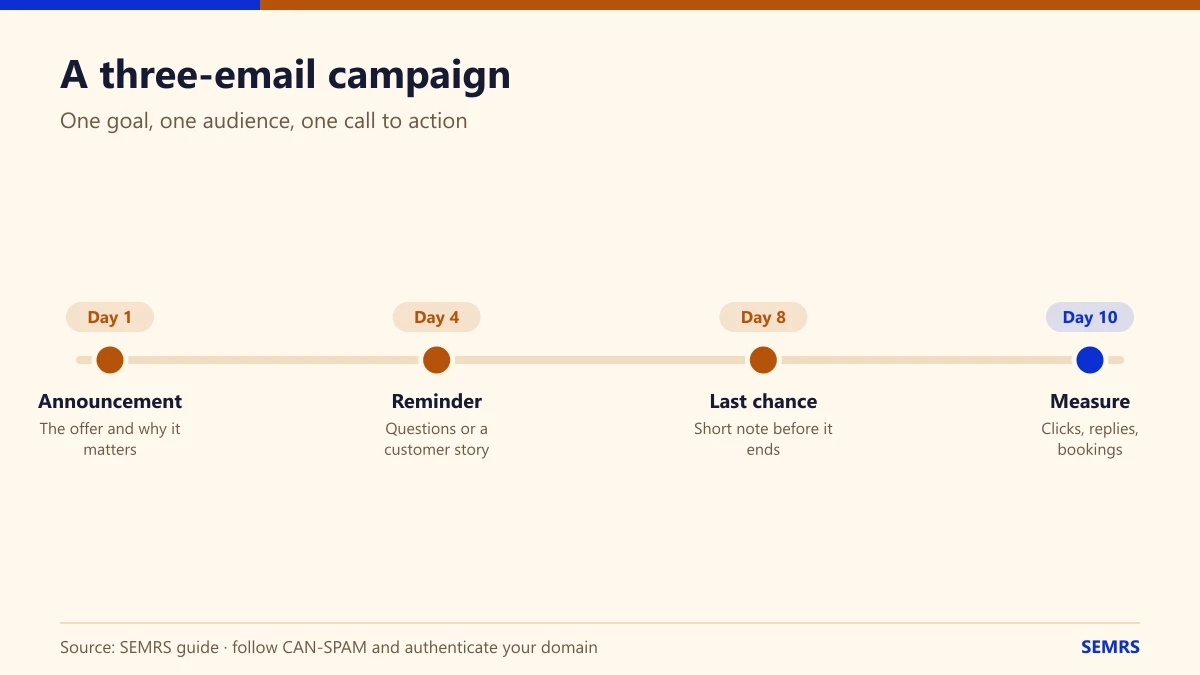 A three-email campaign
One goal, one audience, one call to action
Day 1
Day 4
Day 8
Day 10
Announcement
The offer and why it
matters
Reminder
Questions or a
customer story
Last chance
Short note before it
ends
Measure
Clicks, replies,
bookings
Source: SEMRS guide · follow CAN-SPAM and authenticate your domain
SEMRS